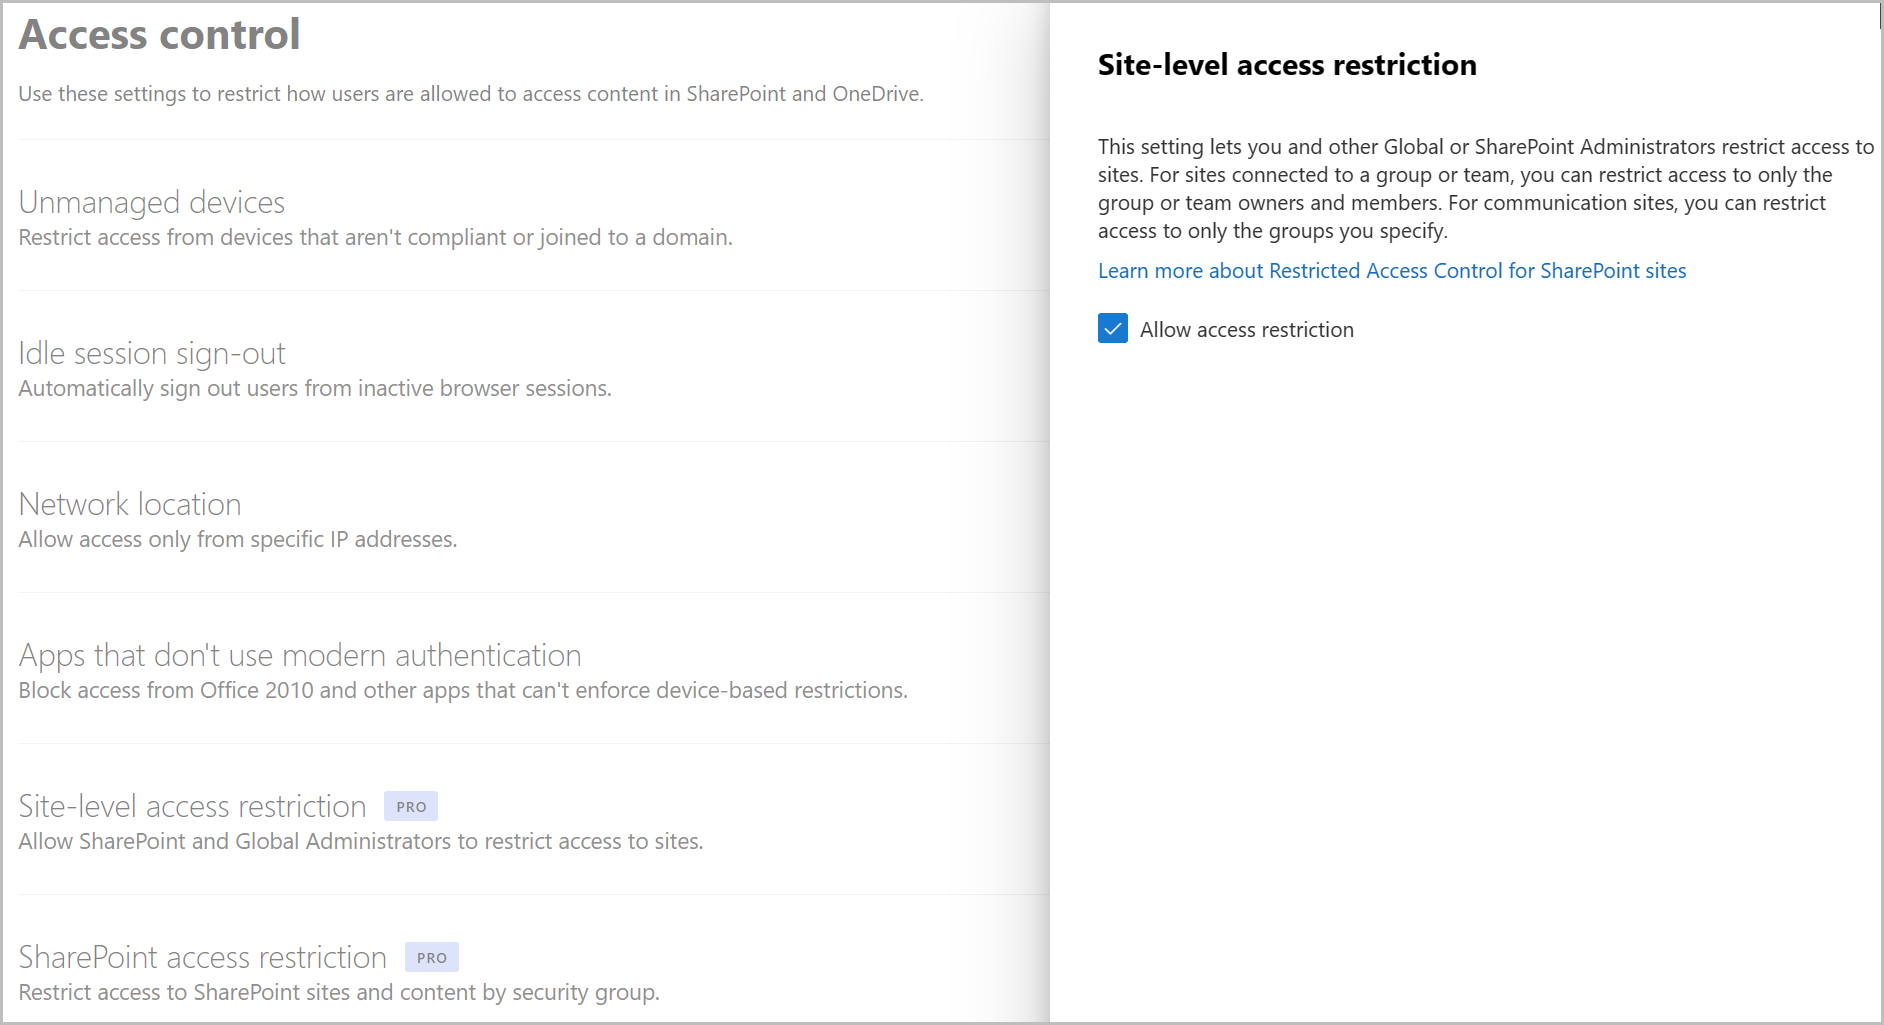 Access control
Use these settings to restrict how users are allowed to access content in SharePoint and OneDrive.
Unmanaged devices
Restrict access from devices that aren't compliant or joined to a domain.
Idle session sign-out
Automatically sign out users from inactive browser sessions.
Network location
Allow access only from specific IP addresses.
Apps that don't use modern authentication
Block access from Office 2010 and other apps that can't enforce device-based restrictions.
Site-level access restriction PRO
Allow SharePoint and Global Administrators to restrict access to sites.
SharePoint access restriction PRO
Restrict access to SharePoint sites and content by security group.
Site-level access restriction
This setting lets you and other Global or SharePoint Administrators restrict access to
sites. For sites connected to a group or team, you can restrict access to only the
group or team owners and members. For communication sites, you can restrict
access to only the groups you specify.
Learn more about Restricted Access Control for SharePoint sites
Allow access restriction